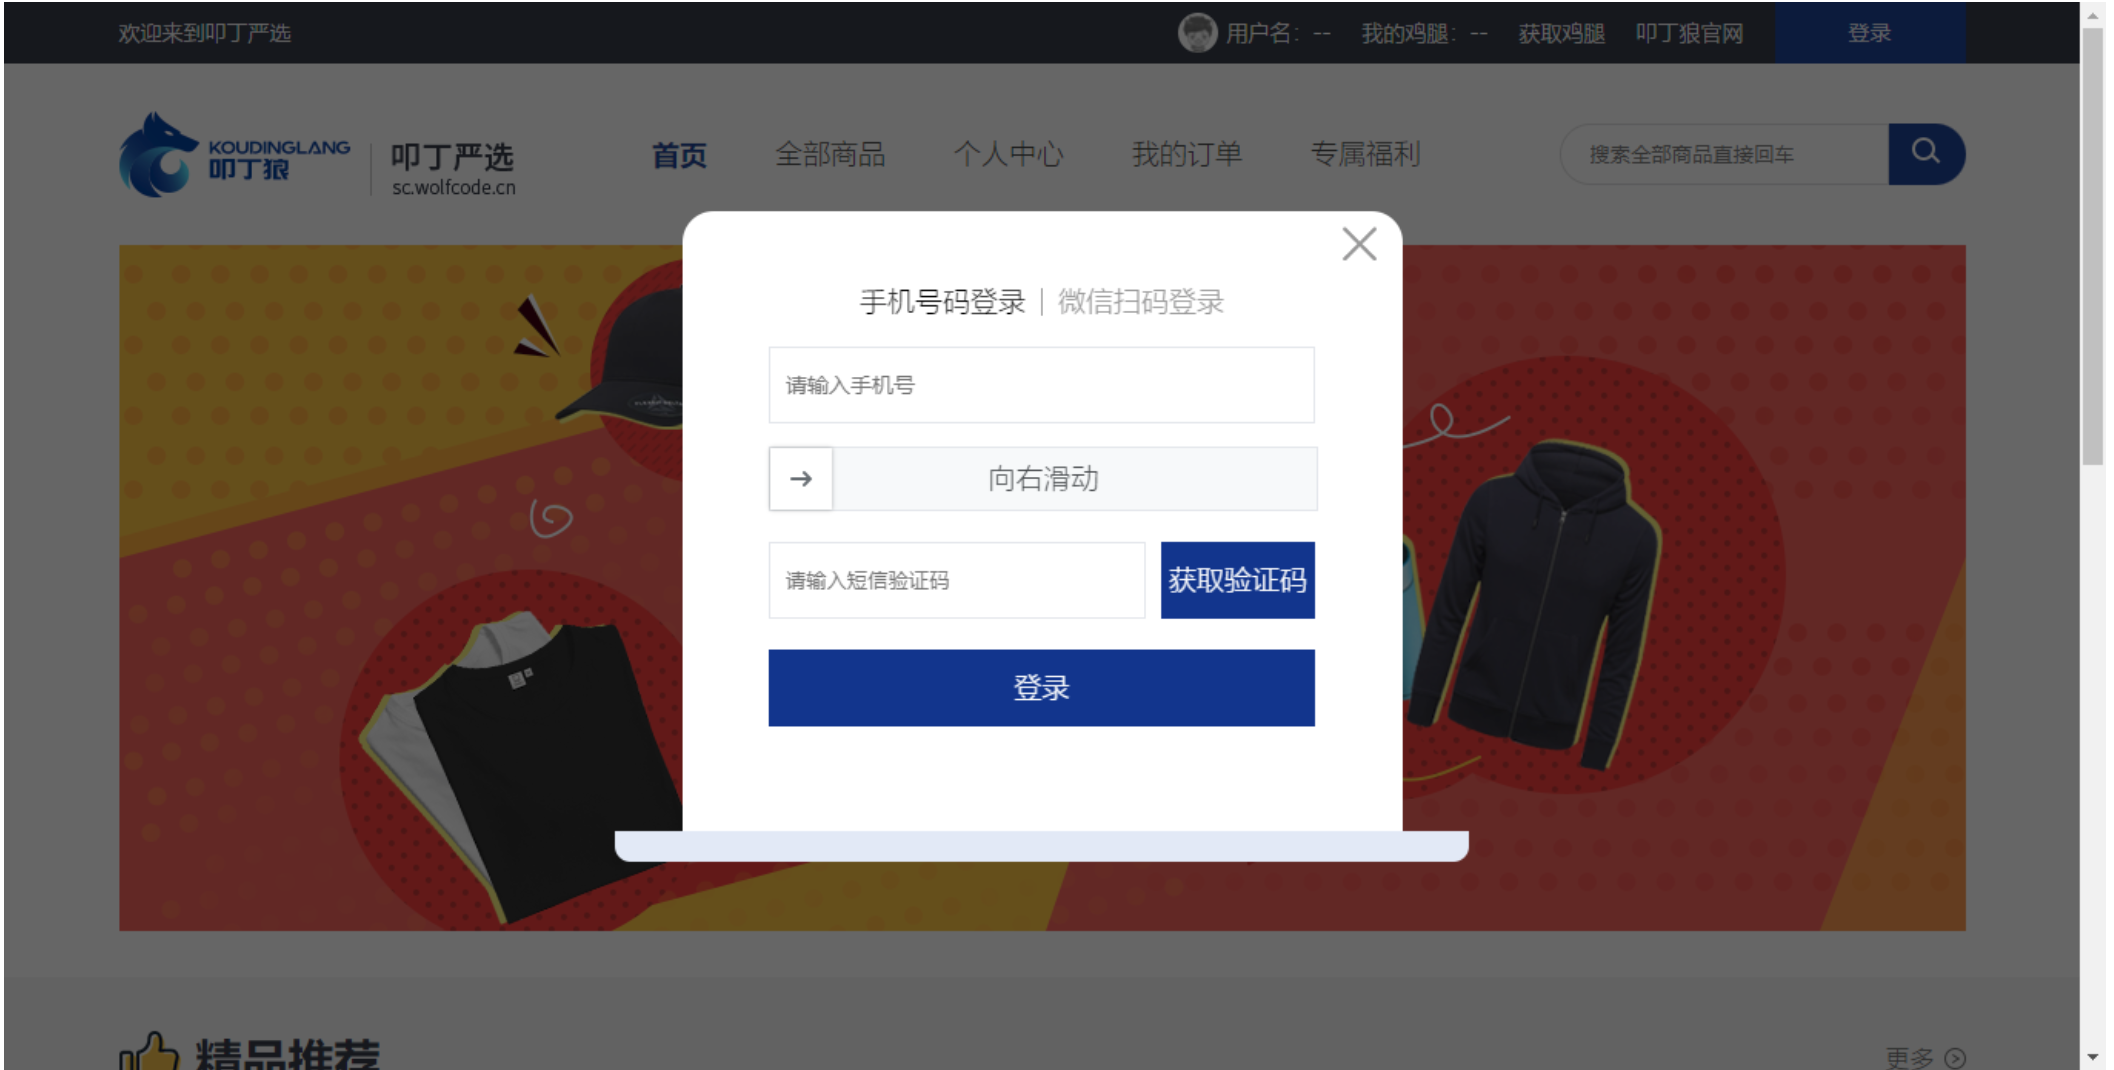 欢迎来到叩丁严选
用户名：--
我的鸡腿：--
获取鸡腿
叩丁狼官网
登录
KOUDINGLANG
叩丁狼
叩丁严选
sc.wolfcode.cn
首页
全部商品
个人中心
我的订单
专属福利
搜索全部商品直接回车
手机号码登录
微信扫码登录
请输入手机号
向右滑动
请输入短信验证码
获取验证码
登录
精品推荐
更多